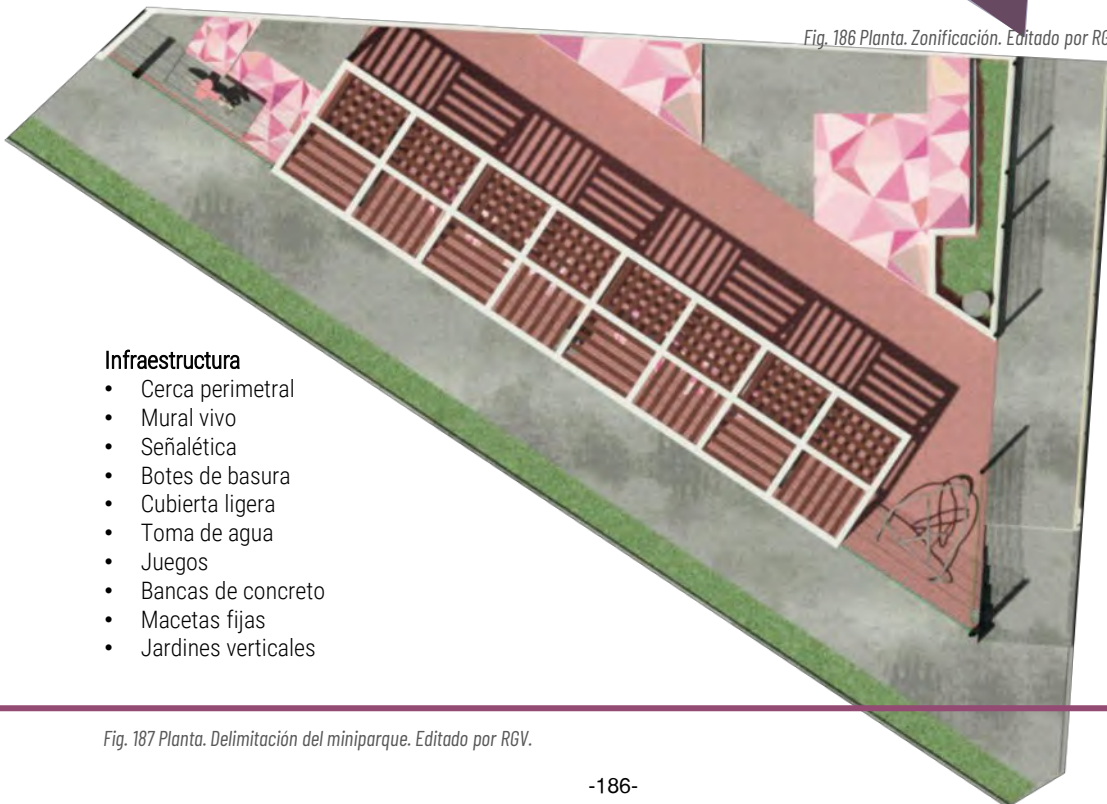 Fig. 186 Planta. Zonificación. Editado por RG
Infraestructura
• Cerca perimetral
• Mural vivo
• Señalética
• Botes de basura
• Cubierta ligera
• Toma de agua
• Juegos
• Bancas de concreto
• Macetas fijas
• Jardines verticales
Fig. 187 Planta. Delimitación del miniparque. Editado por RGV.
-186-